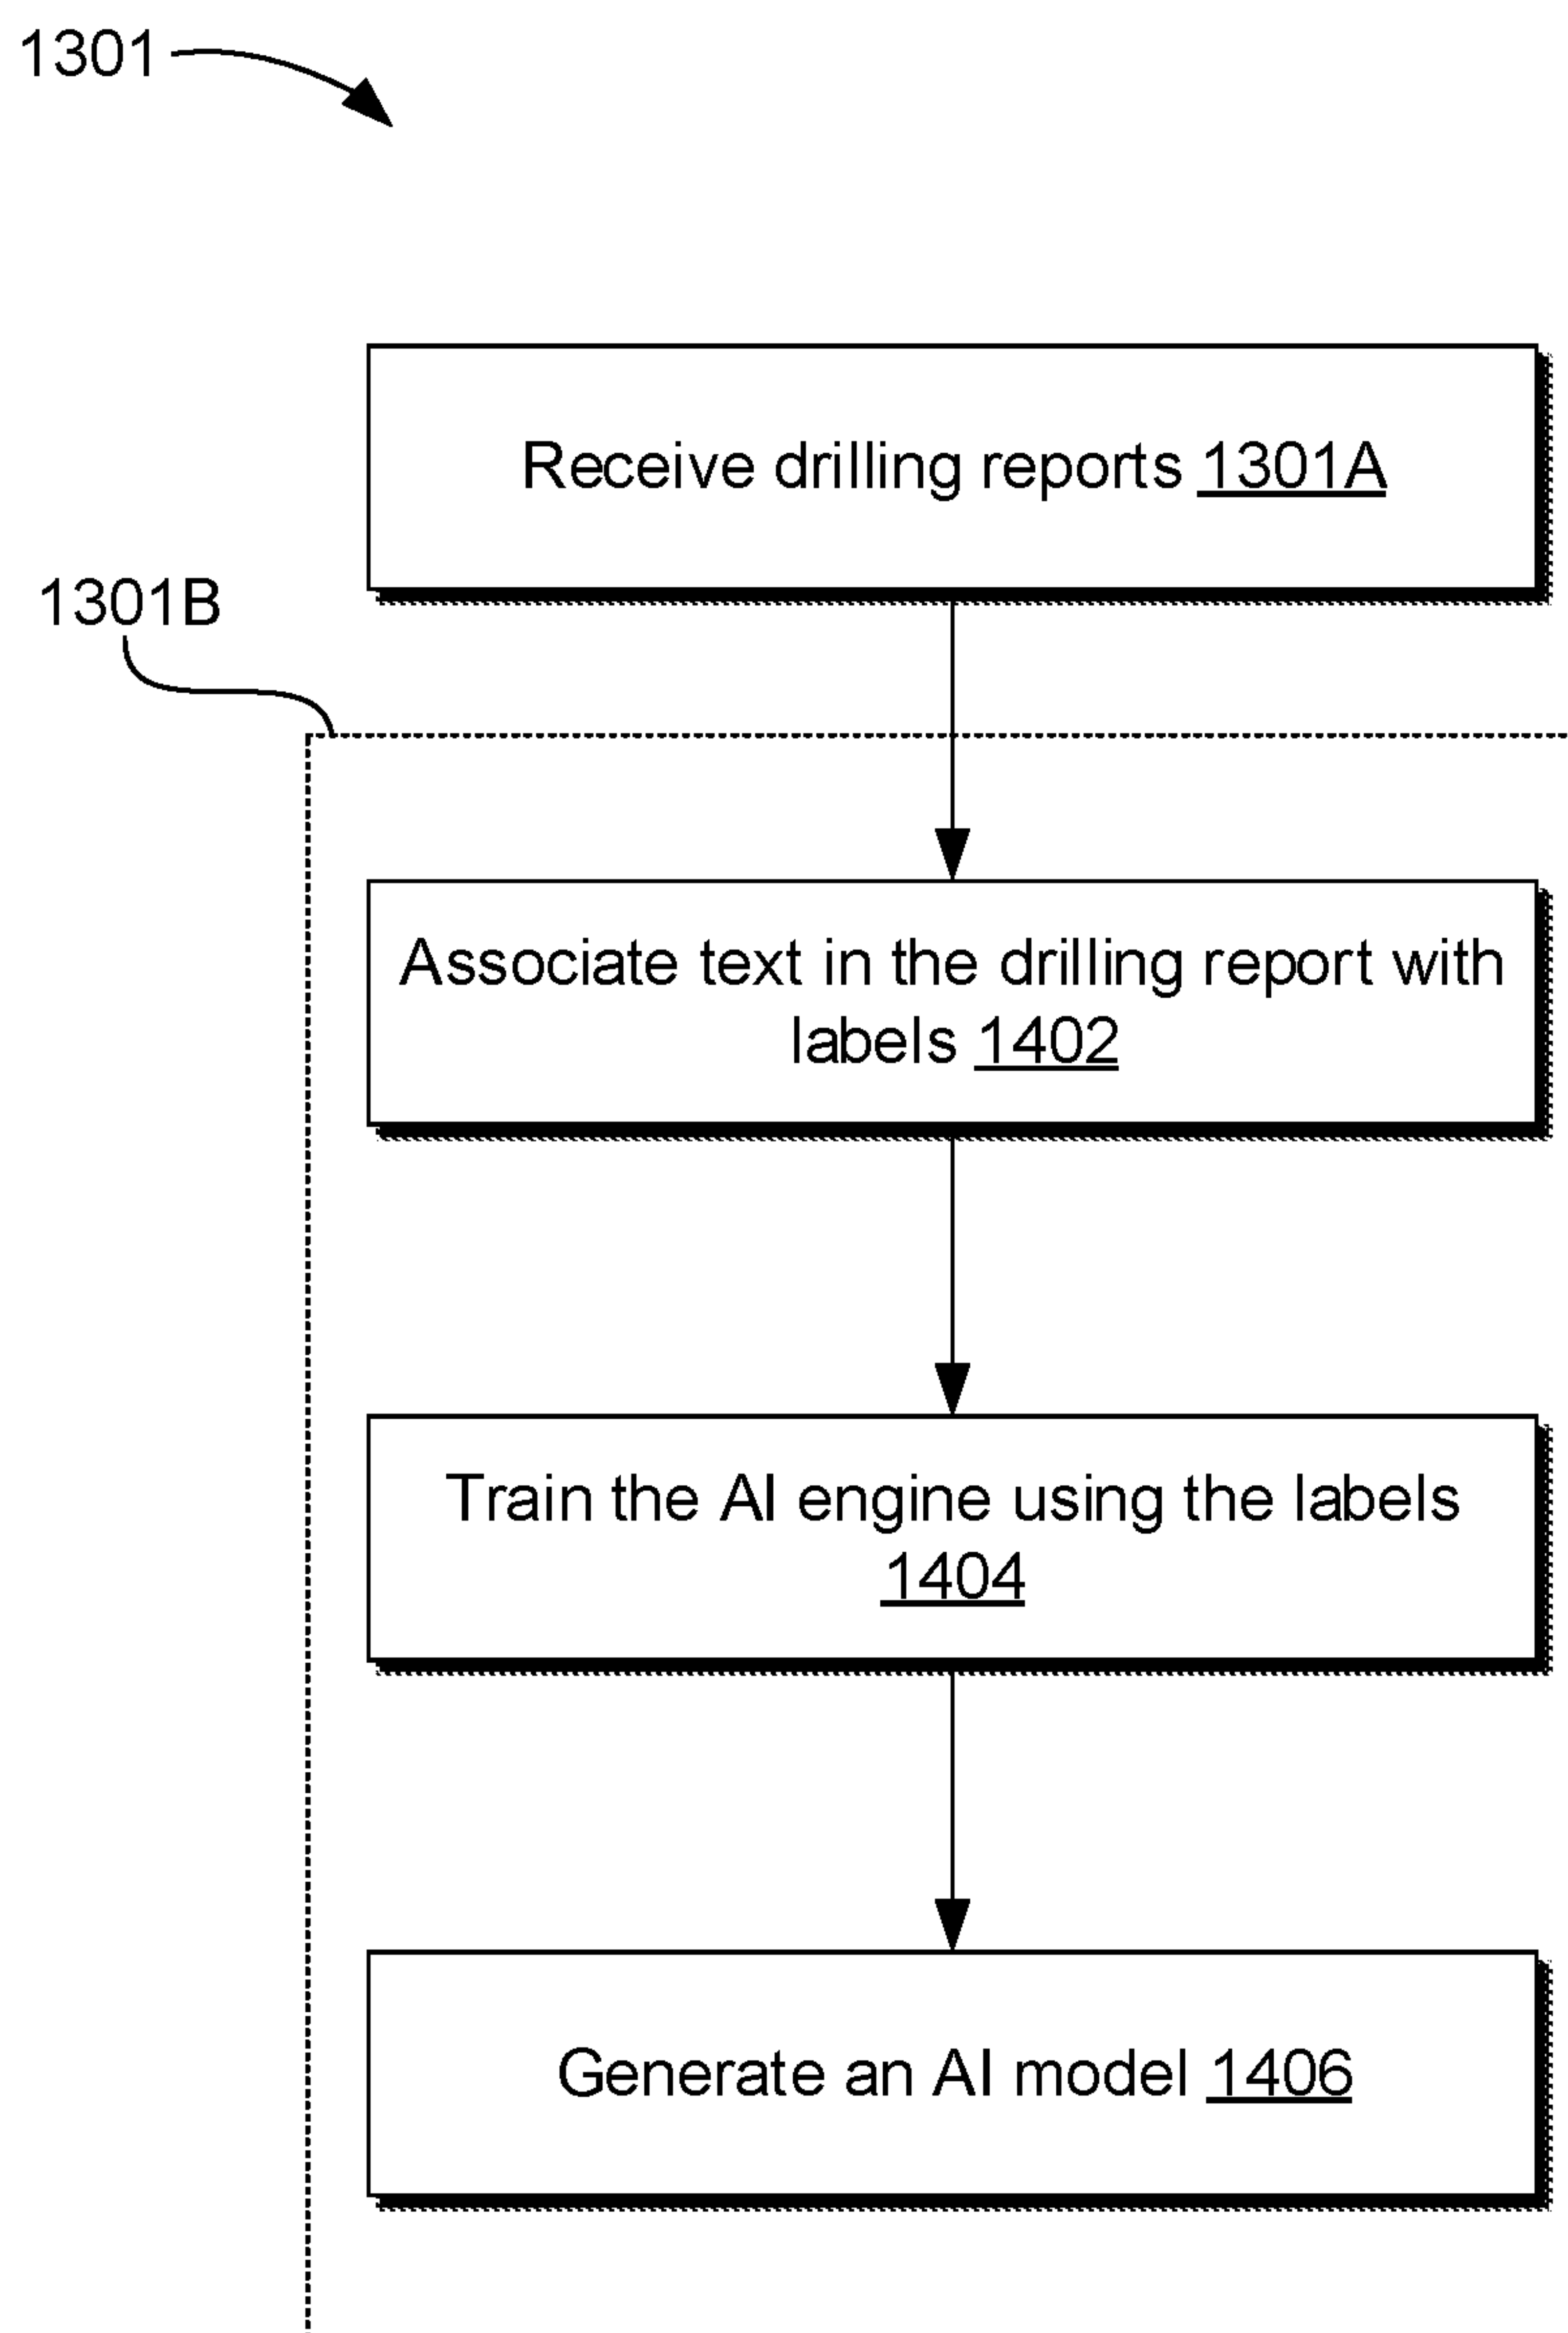 1301
Receive drilling reports 1301A
1301B
Associate text in the drilling report with
labels 1402
Train the AI engine using the labels
1404
Generate an AI model 1406